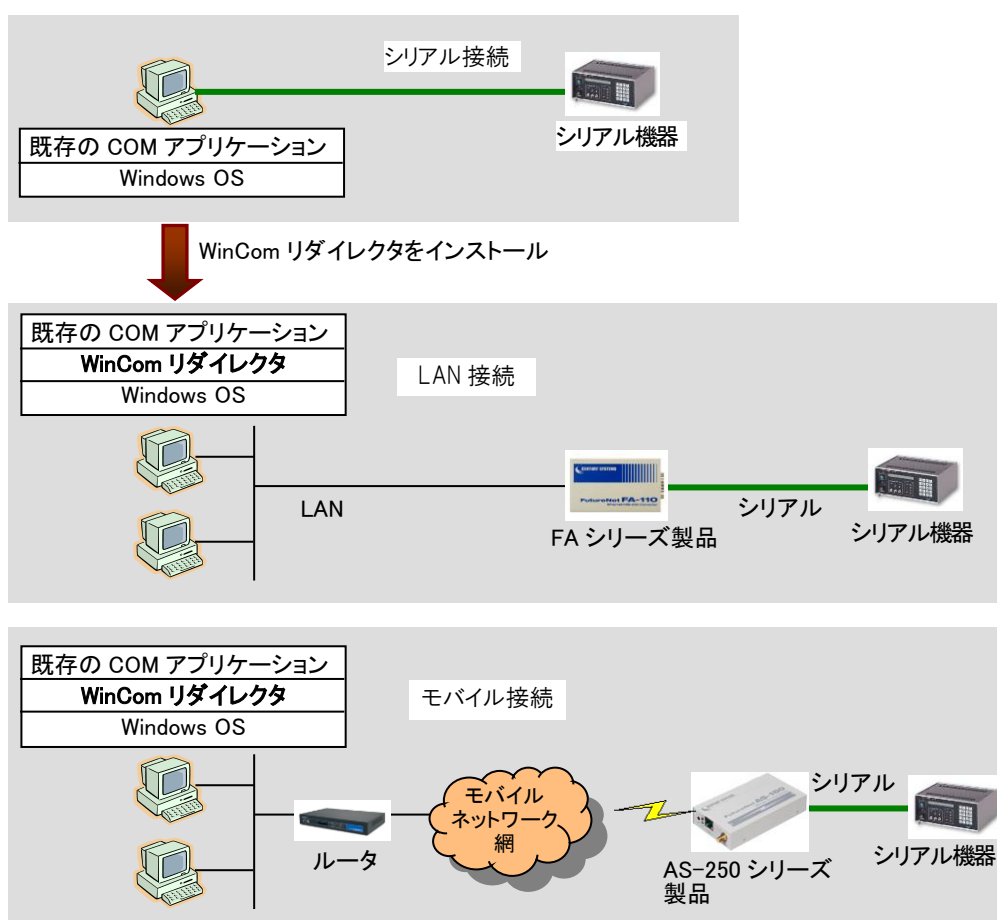 シリアル接続
シリアル機器
既存の COM アプリケーション
Windows OS
WinCom リダイレクタをインストール
既存の COM アプリケーション
WinCom リダイレクタ
Windows OS
LAN 接続
LAN
CENTURY SYSTEMS
FutureNet FA-110
FA シリーズ製品
シリアル
シリアル機器
既存の COM アプリケーション
WinCom リダイレクタ
Windows OS
モバイル接続
ルータ
モバイル
ネットワーク
網
AS-250 シリーズ
製品
シリアル
シリアル機器